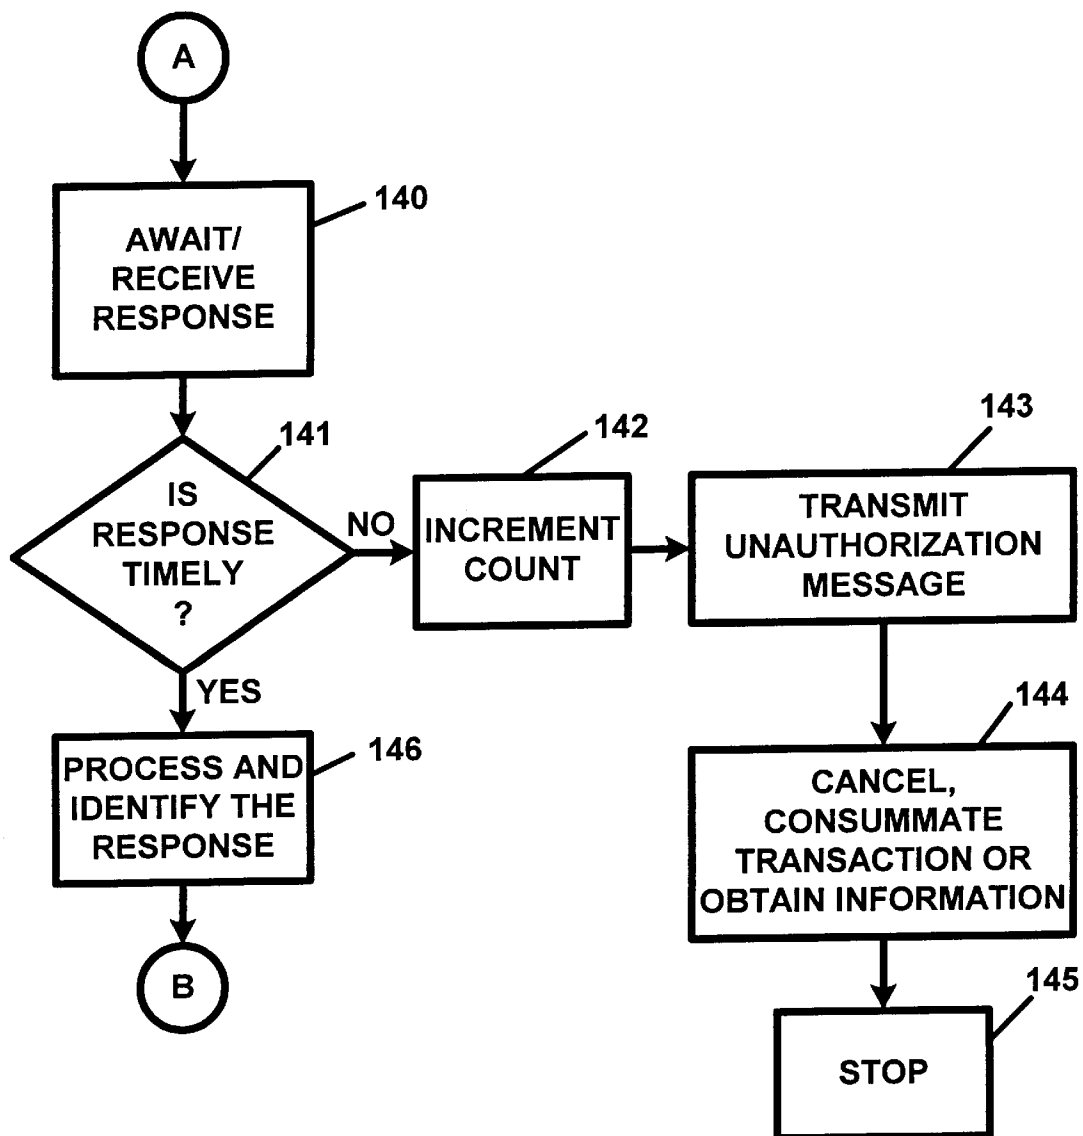 A
140
AWAIT/
RECEIVE
RESPONSE
141
IS
RESPONSE
TIMELY
?
NO
142
INCREMENT
COUNT
143
TRANSMIT
UNAUTHORIZATION
MESSAGE
YES
146
PROCESS AND
IDENTIFY THE
RESPONSE
B
144
CANCEL,
CONSUMMATE
TRANSACTION OR
OBTAIN INFORMATION
145
STOP